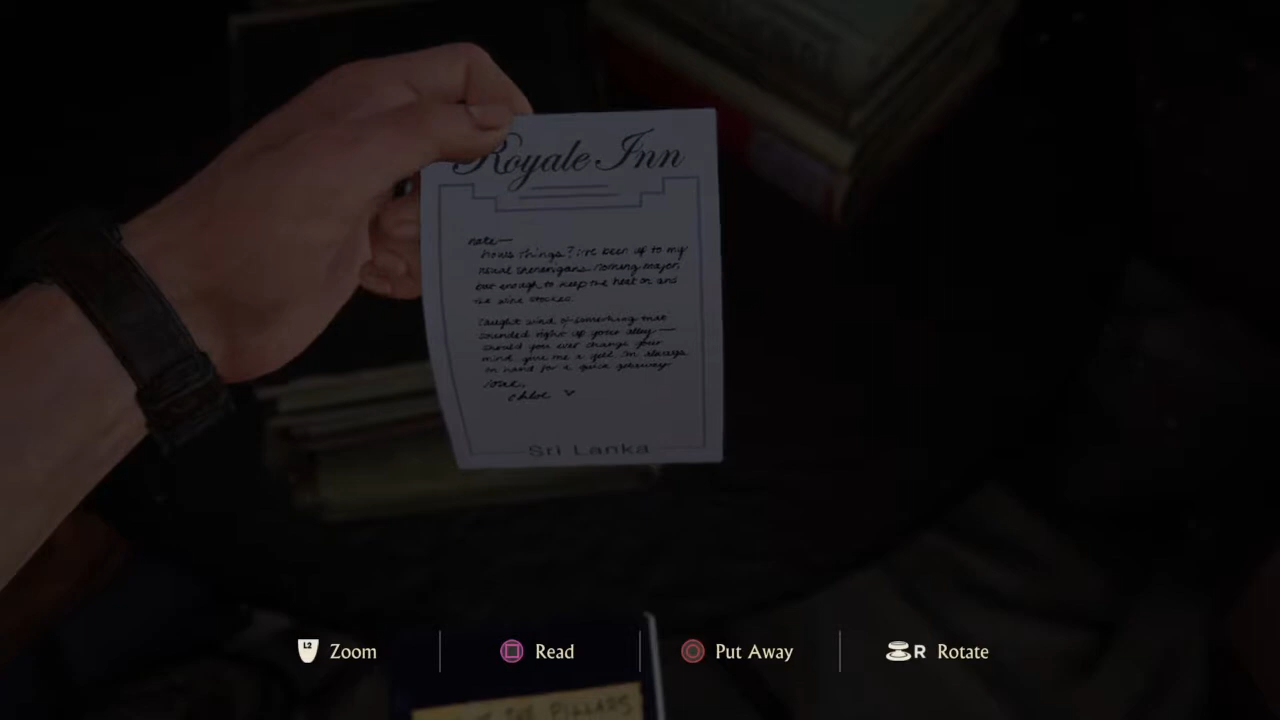 Royale Inn
nate—
how's things? i've been up to my
usual shenanigans. nothing major,
but enough to keep the heat on and
the wine stocked.
Caught wind of something that
sounded right up your alley—
should you ever change your
mind, give me a yell. i'm always
on hand for a quick getaway
love,
chloe
Sri Lanka
L2 Zoom
Read
Put Away
R Rotate
THE PILLARS